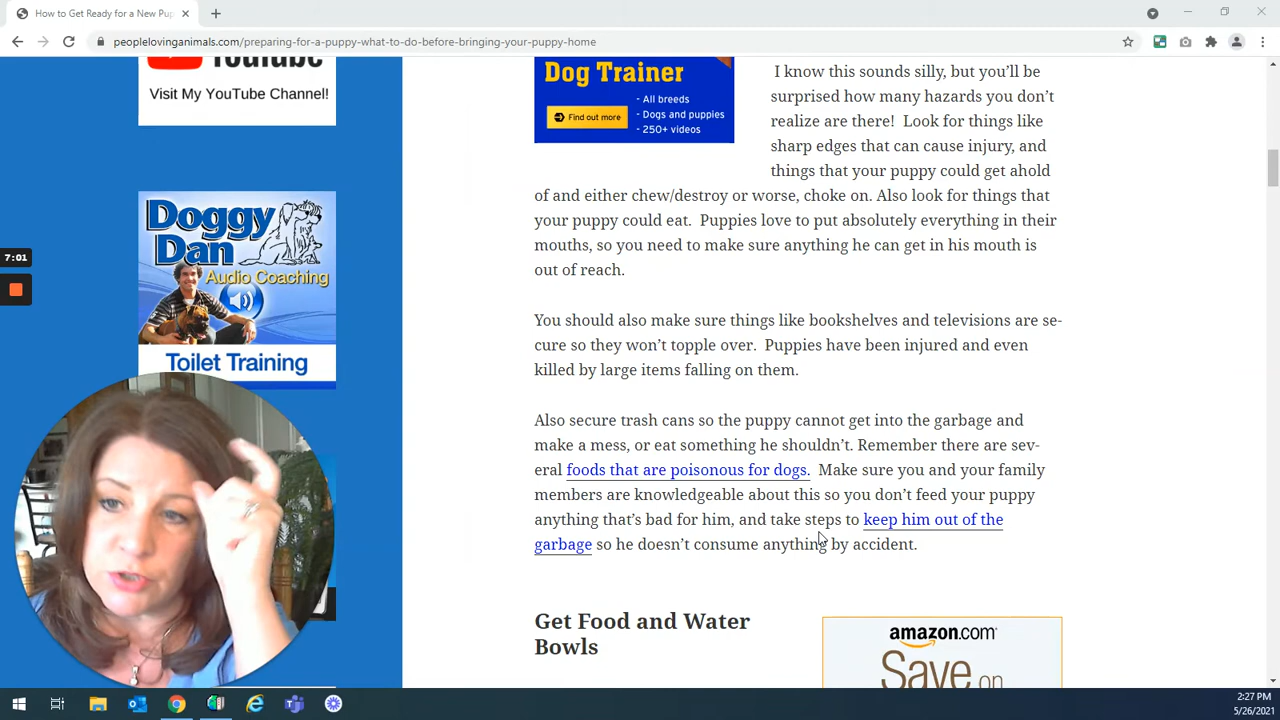 How to Get Ready for a New Pup
peoplelovinganimals.com/preparing-for-a-puppy-what-to-do-before-bringing-your-puppy-home
YouTube
Visit My YouTube Channel!
Doggy
Dan
Audio Coaching
Toilet Training
7:01
Dog Trainer
- All breeds
- Dogs and puppies
- 250+ videos
Find out more
I know this sounds silly, but you’ll be
surprised how many hazards you don’t
realize are there!  Look for things like
sharp edges that can cause injury, and
things that your puppy could get ahold
of and either chew/destroy or worse, choke on. Also look for things that
your puppy could eat.  Puppies love to put absolutely everything in their
mouths, so you need to make sure anything he can get in his mouth is
out of reach.
You should also make sure things like bookshelves and televisions are se-
cure so they won’t topple over.  Puppies have been injured and even
killed by large items falling on them.
Also secure trash cans so the puppy cannot get into the garbage and
make a mess, or eat something he shouldn’t. Remember there are sev-
eral foods that are poisonous for dogs.  Make sure you and your family
members are knowledgeable about this so you don’t feed your puppy
anything that’s bad for him, and take steps to keep him out of the
garbage so he doesn’t consume anything by accident.
Get Food and Water
Bowls
amazon.com
Save on
2:27 PM
5/26/2021